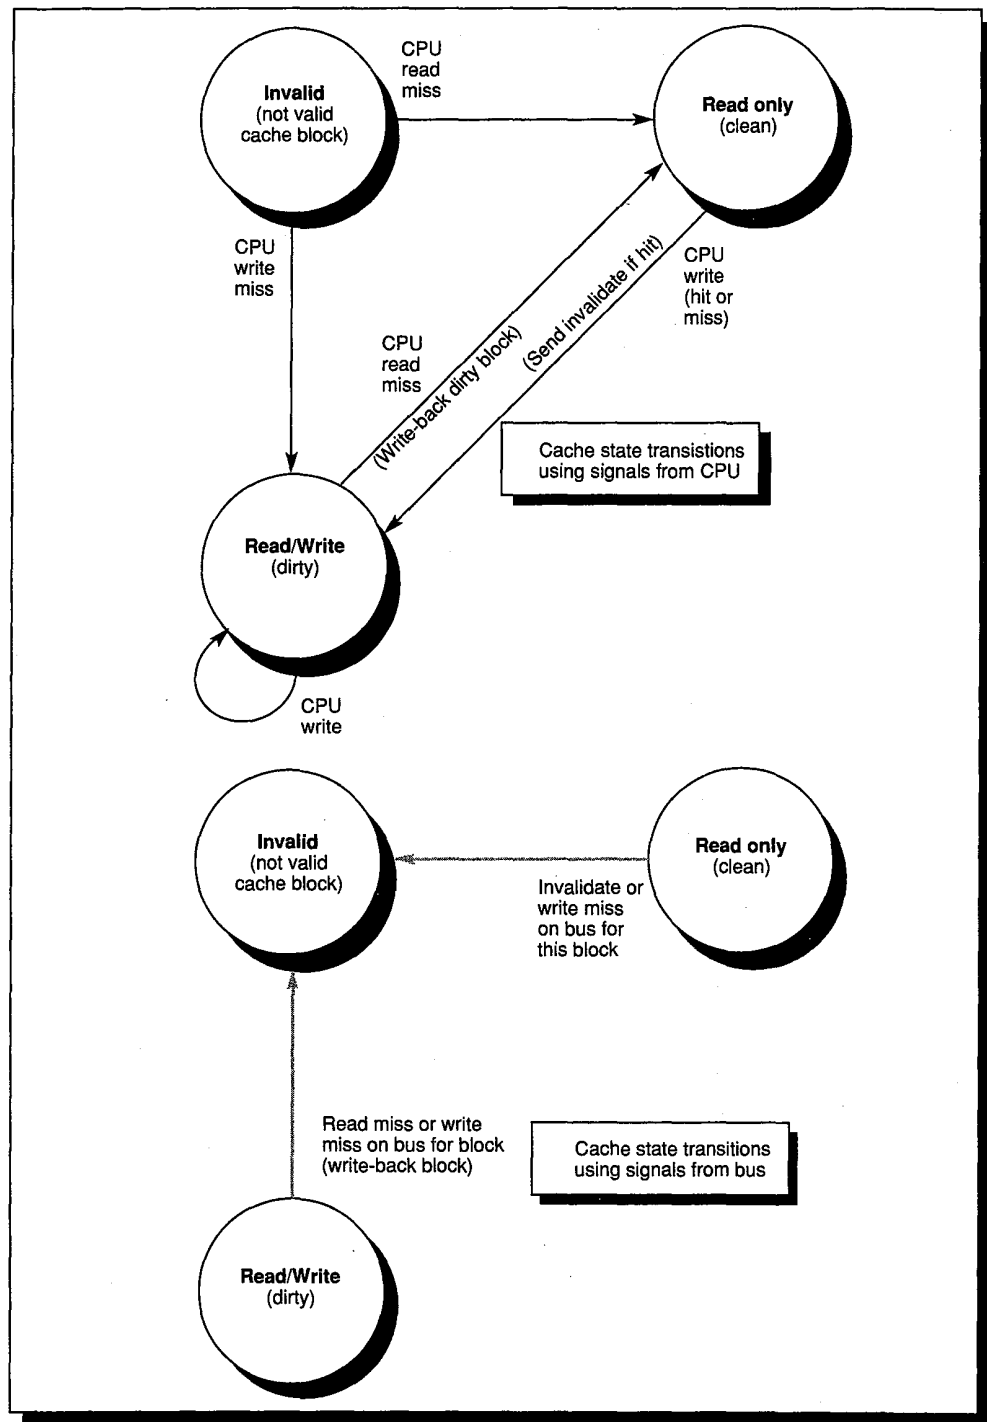 CPU
read
miss
Invalid
(not valid
cache block)
Read only
(clean)
CPU
write
miss
CPU
write
(hit or
miss)
(Send invalidate if hit)
CPU
read
miss
(Write-back dirty block)
Cache state transistions
using signals from CPU
Read/Write
(dirty)
CPU
write
Invalid
(not valid
cache block)
Read only
(clean)
Invalidate or
write miss
on bus for
this block
Read miss or write
miss on bus for block
(write-back block)
Cache state transitions
using signals from bus
Read/Write
(dirty)